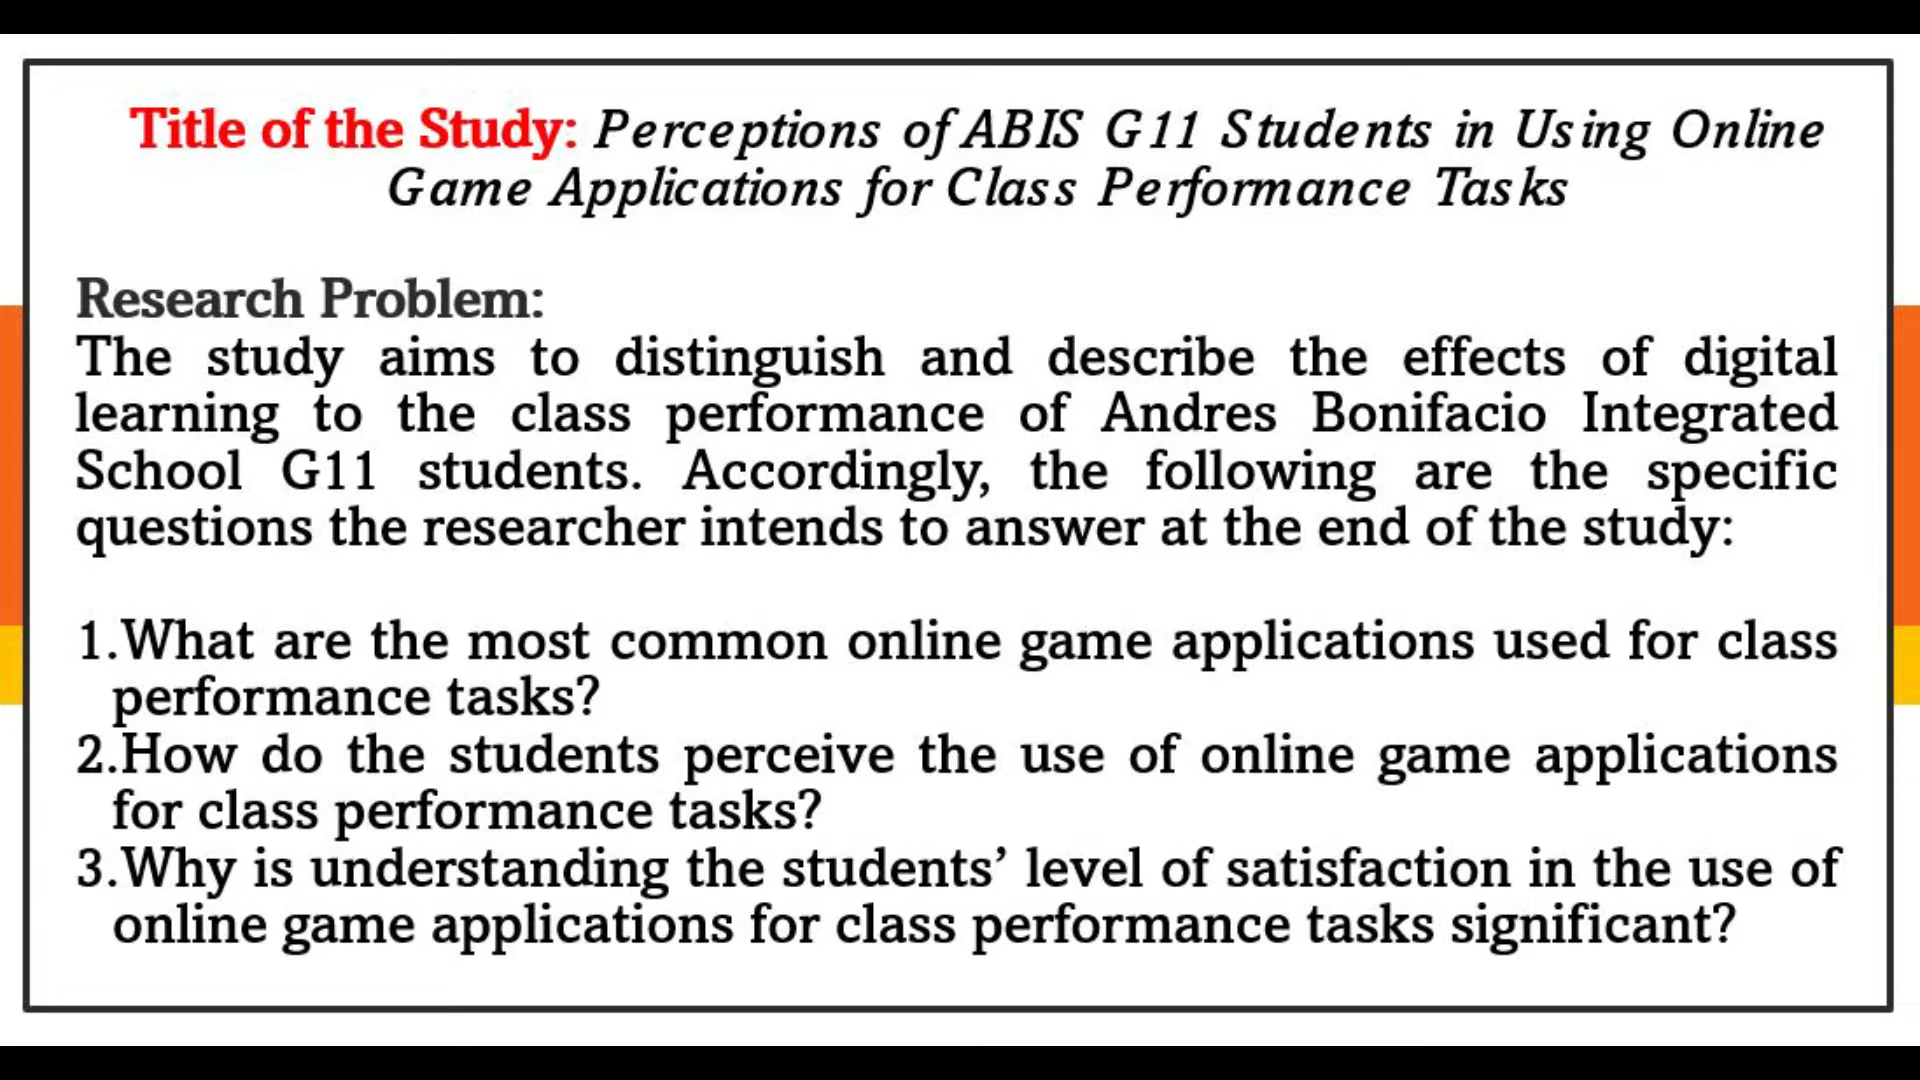 Title of the Study: Perceptions of ABIS G11 Students in Using Online
Game Applications for Class Performance Tasks
Research Problem:
The study aims to distinguish and describe the effects of digital
learning to the class performance of Andres Bonifacio Integrated
School G11 students. Accordingly, the following are the specific
questions the researcher intends to answer at the end of the study:
1.What are the most common online game applications used for class
performance tasks?
2.How do the students perceive the use of online game applications
for class performance tasks?
3.Why is understanding the students’ level of satisfaction in the use of
online game applications for class performance tasks significant?